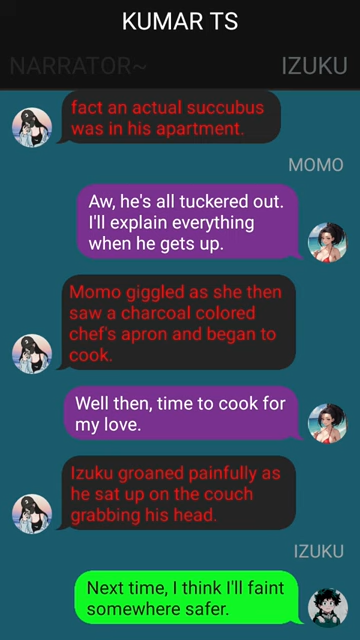 KUMAR TS
NARRATOR~
IZUKU
fact an actual succubus
was in his apartment.
MOMO
Aw, he's all tuckered out.
I'll explain everything
when he gets up.
Momo giggled as she then
saw a charcoal colored
chef's apron and began to
cook.
Well then, time to cook for
my love.
Izuku groaned painfully as
he sat up on the couch
grabbing his head.
IZUKU
Next time, I think I'll faint
somewhere safer.